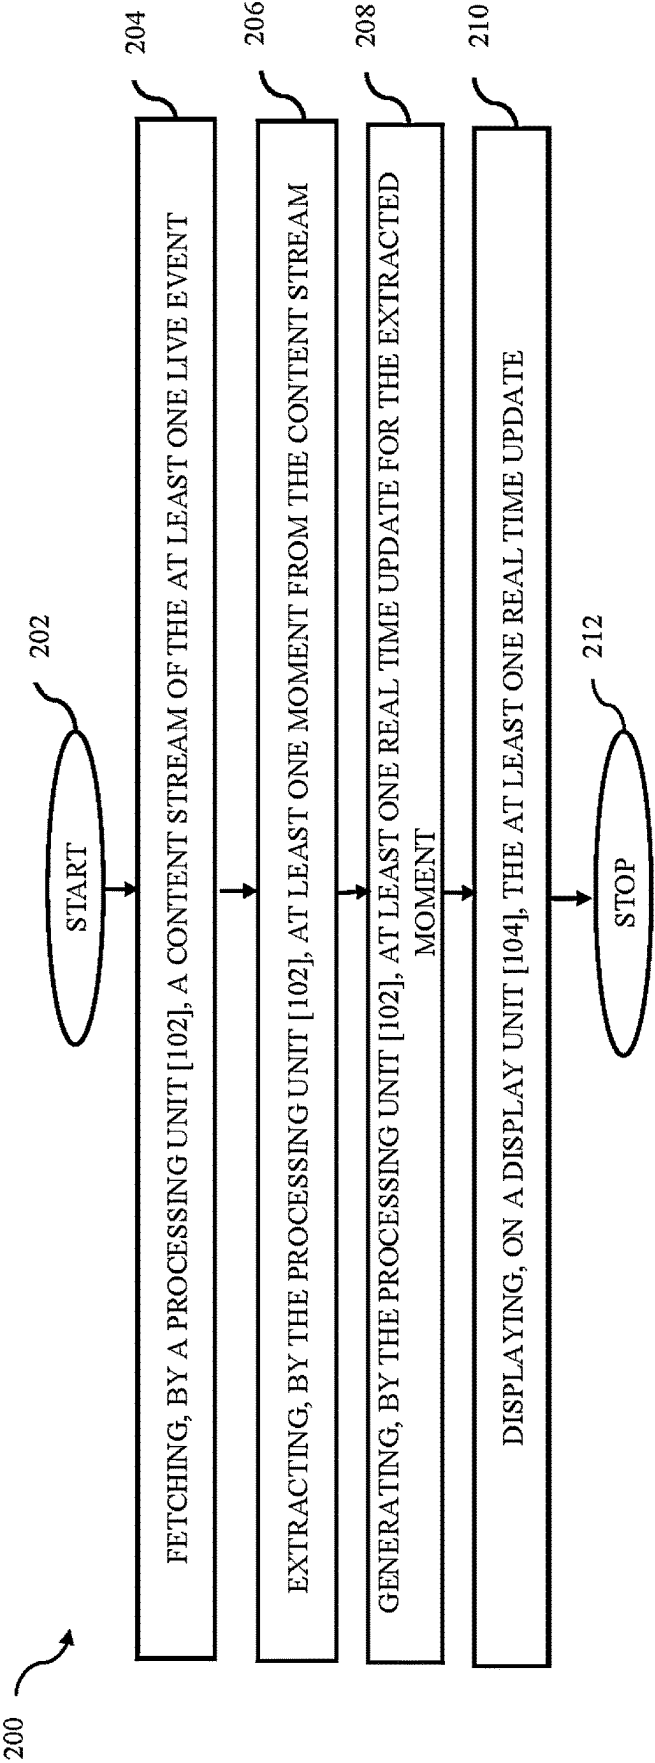 200
START
202
FETCHING, BY A PROCESSING UNIT [102], A CONTENT STREAM OF THE AT LEAST ONE LIVE EVENT
204
EXTRACTING, BY THE PROCESSING UNIT [102], AT LEAST ONE MOMENT FROM THE CONTENT STREAM
206
GENERATING, BY THE PROCESSING UNIT [102], AT LEAST ONE REAL TIME UPDATE FOR THE EXTRACTED
MOMENT
208
DISPLAYING, ON A DISPLAY UNIT [104], THE AT LEAST ONE REAL TIME UPDATE
210
STOP
212